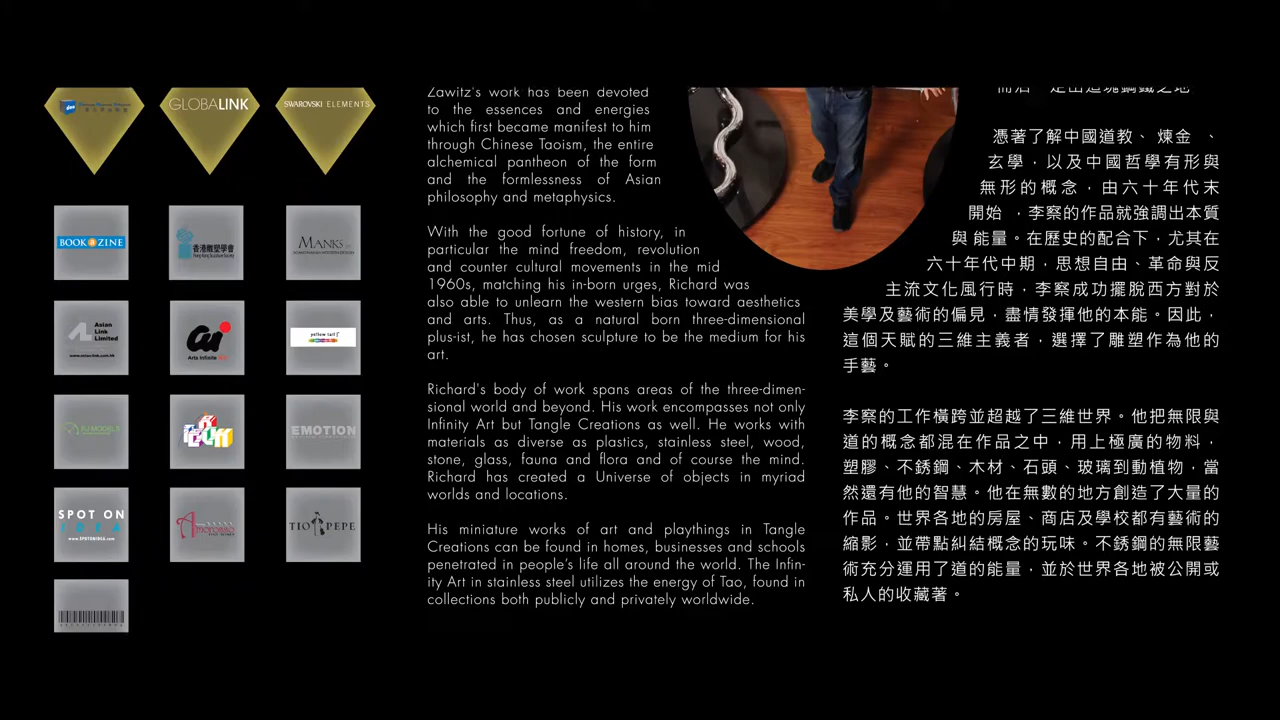 GLOBALINK
SWAROVSKI ELEMENTS
BOOKaZINE
香港雕塑學會
Hong Kong Sculpture Society
MANKS
Asian
Link
Limited
www.asiaxlink.com.hk
ai
Arts Infinite
yellow tail
EMOTION
SPOT ON
IDEA
www.SPOTONIDEA.com
Amoroso
TIO PEPE
Zawitz's work has been devoted
to the essences and energies
which first became manifest to him
through Chinese Taoism, the entire
alchemical pantheon of the form
and the formlessness of Asian
philosophy and metaphysics.
With the good fortune of history, in
particular the mind freedom, revolution
and counter cultural movements in the mid
1960s, matching his in-born urges, Richard was
also able to unlearn the western bias toward aesthetics
and arts. Thus, as a natural born three-dimensional
plus-ist, he has chosen sculpture to be the medium for his
art.
Richard's body of work spans areas of the three-dimen-
sional world and beyond. His work encompasses not only
Infinity Art but Tangle Creations as well. He works with
materials as diverse as plastics, stainless steel, wood,
stone, glass, fauna and flora and of course the mind.
Richard has created a Universe of objects in myriad
worlds and locations.
His miniature works of art and playthings in Tangle
Creations can be found in homes, businesses and schools
penetrated in people's life all around the world. The Infin-
ity Art in stainless steel utilizes the energy of Tao, found in
collections both publicly and privately worldwide.
憑著了解中國道教、 煉金 、
玄學，以及中國哲學有形與
無形的概念，由六十年代末
開始 ，李察的作品就強調出本質
與 能量。在歷史的配合下，尤其在
六十年代中期，思想自由、革命與反
主流文化風行時，李察成功擺脫西方對於
美學及藝術的偏見，盡情發揮他的本能。因此，
這個天賦的三維主義者，選擇了雕塑作為他的
手藝。
李察的工作橫跨並超越了三維世界。他把無限與
道的概念都混在作品之中，用上極廣的物料，
塑膠、不銹鋼、木材、石頭、玻璃到動植物，當
然還有他的智慧。他在無數的地方創造了大量的
作品。世界各地的房屋、商店及學校都有藝術的
縮影，並帶點糾結概念的玩味。不銹鋼的無限藝
術充分運用了道的能量，並於世界各地被公開或
私人的收藏著。